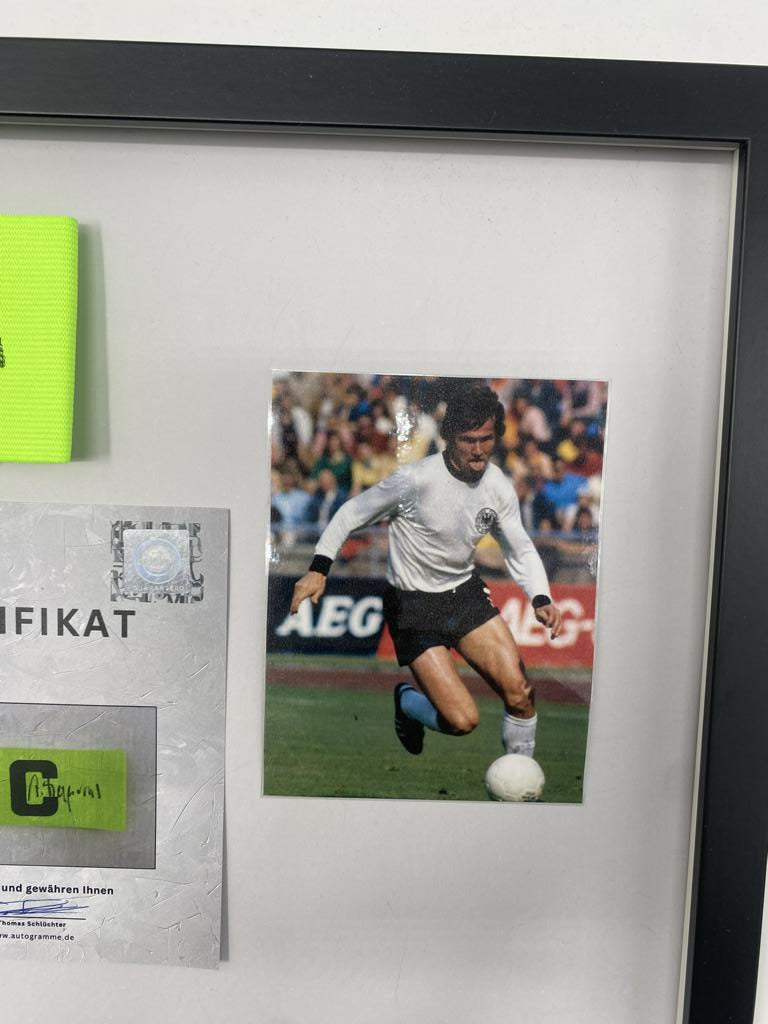 IFIKAT
C
und gewähren Ihnen
Thomas Schlüchter
w.autogramme.de
AEG
AEG-